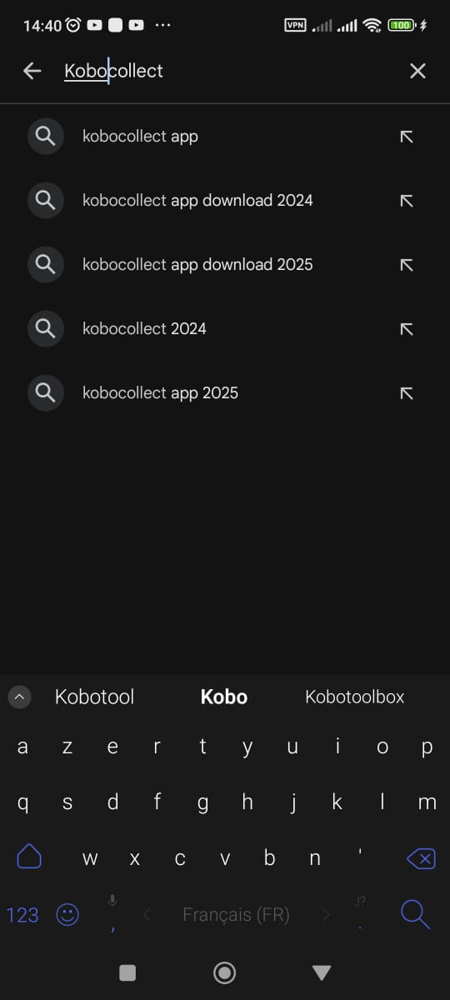 14:40 ... VPN 100
Kobocollect
kobocollect app
kobocollect app download 2024
kobocollect app download 2025
kobocollect 2024
kobocollect app 2025
Kobotool Kobo Kobotoolbox
a z e r t y u i o p
q s d f g h j k l m
w x c v b n '
123 , < Français (FR) > .!? .